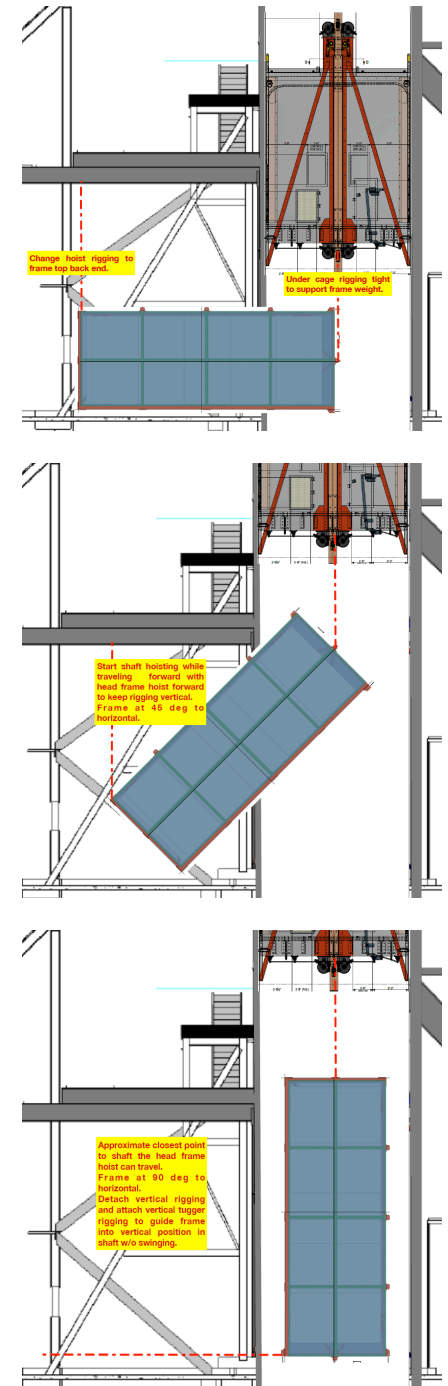 Change hoist rigging to
frame top back end.
Under cage rigging tight
to support frame weight.
Start shaft hoisting while
traveling forward with
head frame hoist forward
to keep rigging vertical.
Frame at 45 deg to
horizontal.
Approximate closest point
to shaft the head frame
hoist can travel.
Frame at 90 deg to
horizontal.
Detach vertical rigging
and attach vertical tugger
rigging to guide frame
into vertical position in
shaft w/o swinging.